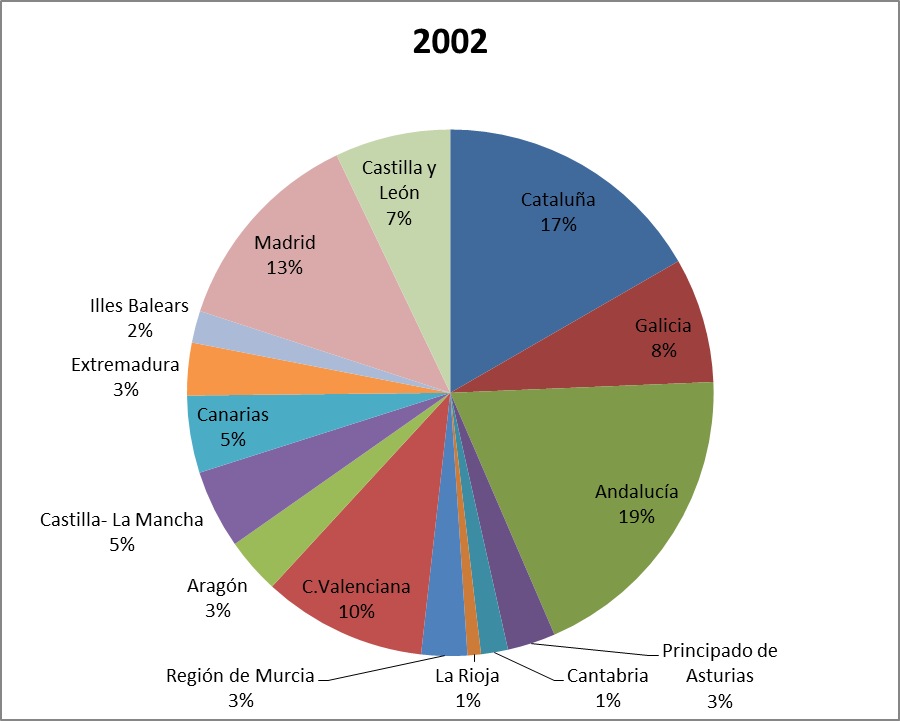 2002
Castilla y
León
7%
Cataluña
17%
Madrid
13%
Galicia
8%
Illes Balears
2%
Extremadura
3%
Canarias
5%
Andalucía
19%
Castilla- La Mancha
5%
Aragón
3%
C.Valenciana
10%
Región de Murcia
3%
La Rioja
1%
Cantabria
1%
Principado de
Asturias
3%